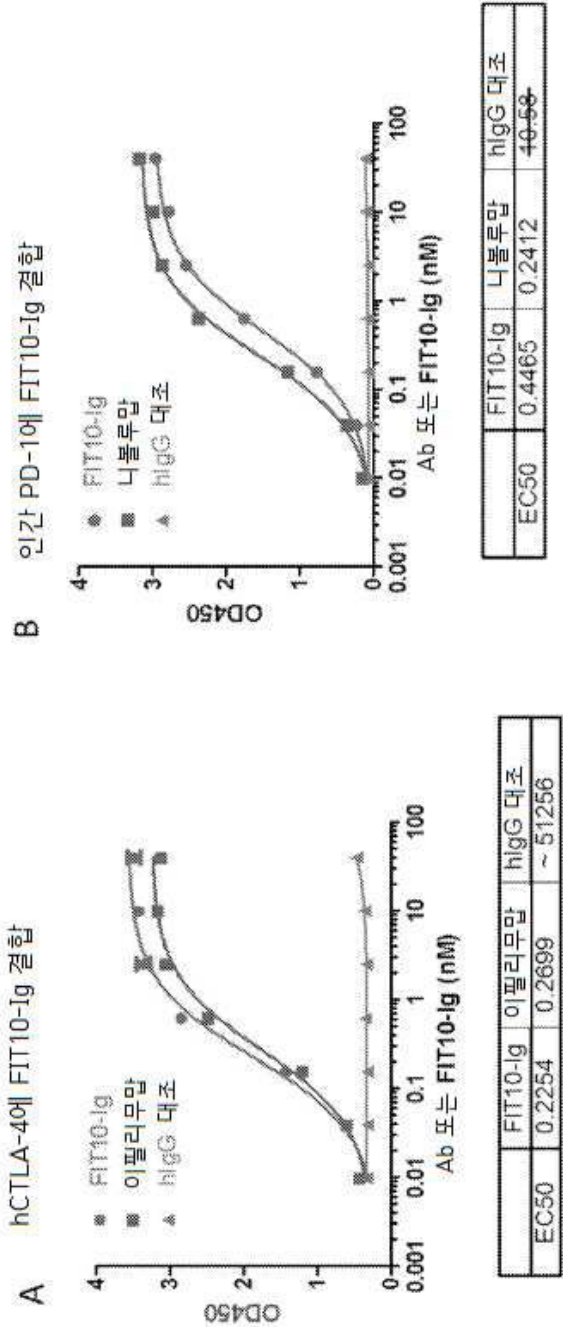 A
hCTLA-4에 FIT10-Ig 결합
FIT10-Ig
이필리무맙
hIgG 대조
OD450
4
3
2
1
0
0.001
0.01
0.1
1
10
100
Ab 또는 FIT10-Ig (nM)
FIT10-Ig 이필리무맙 hIgG 대조
EC50 0.2254 0.2699 ~ 51256
B
인간 PD-1에 FIT10-Ig 결합
FIT10-Ig
니볼루맙
hIgG 대조
OD450
4
3
2
1
0
0.001
0.01
0.1
1
10
100
Ab 또는 FIT10-Ig (nM)
FIT10-Ig 니볼루맙 hIgG 대조
EC50 0.4465 0.2412 40.58